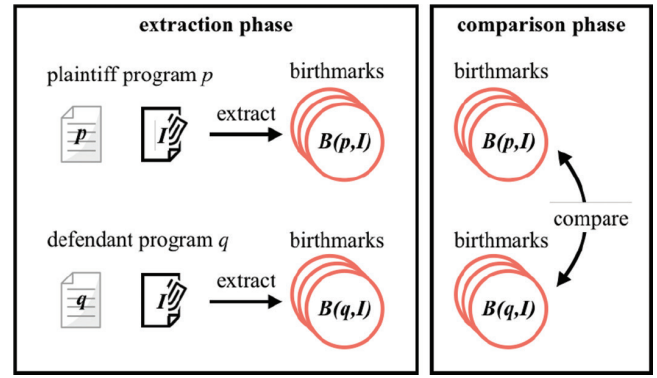 extraction phase
plaintiff program p
birthmarks
p
I
extract
B(p,I)
defendant program q
birthmarks
q
I
extract
B(q,I)
comparison phase
birthmarks
B(p,I)
compare
birthmarks
B(q,I)